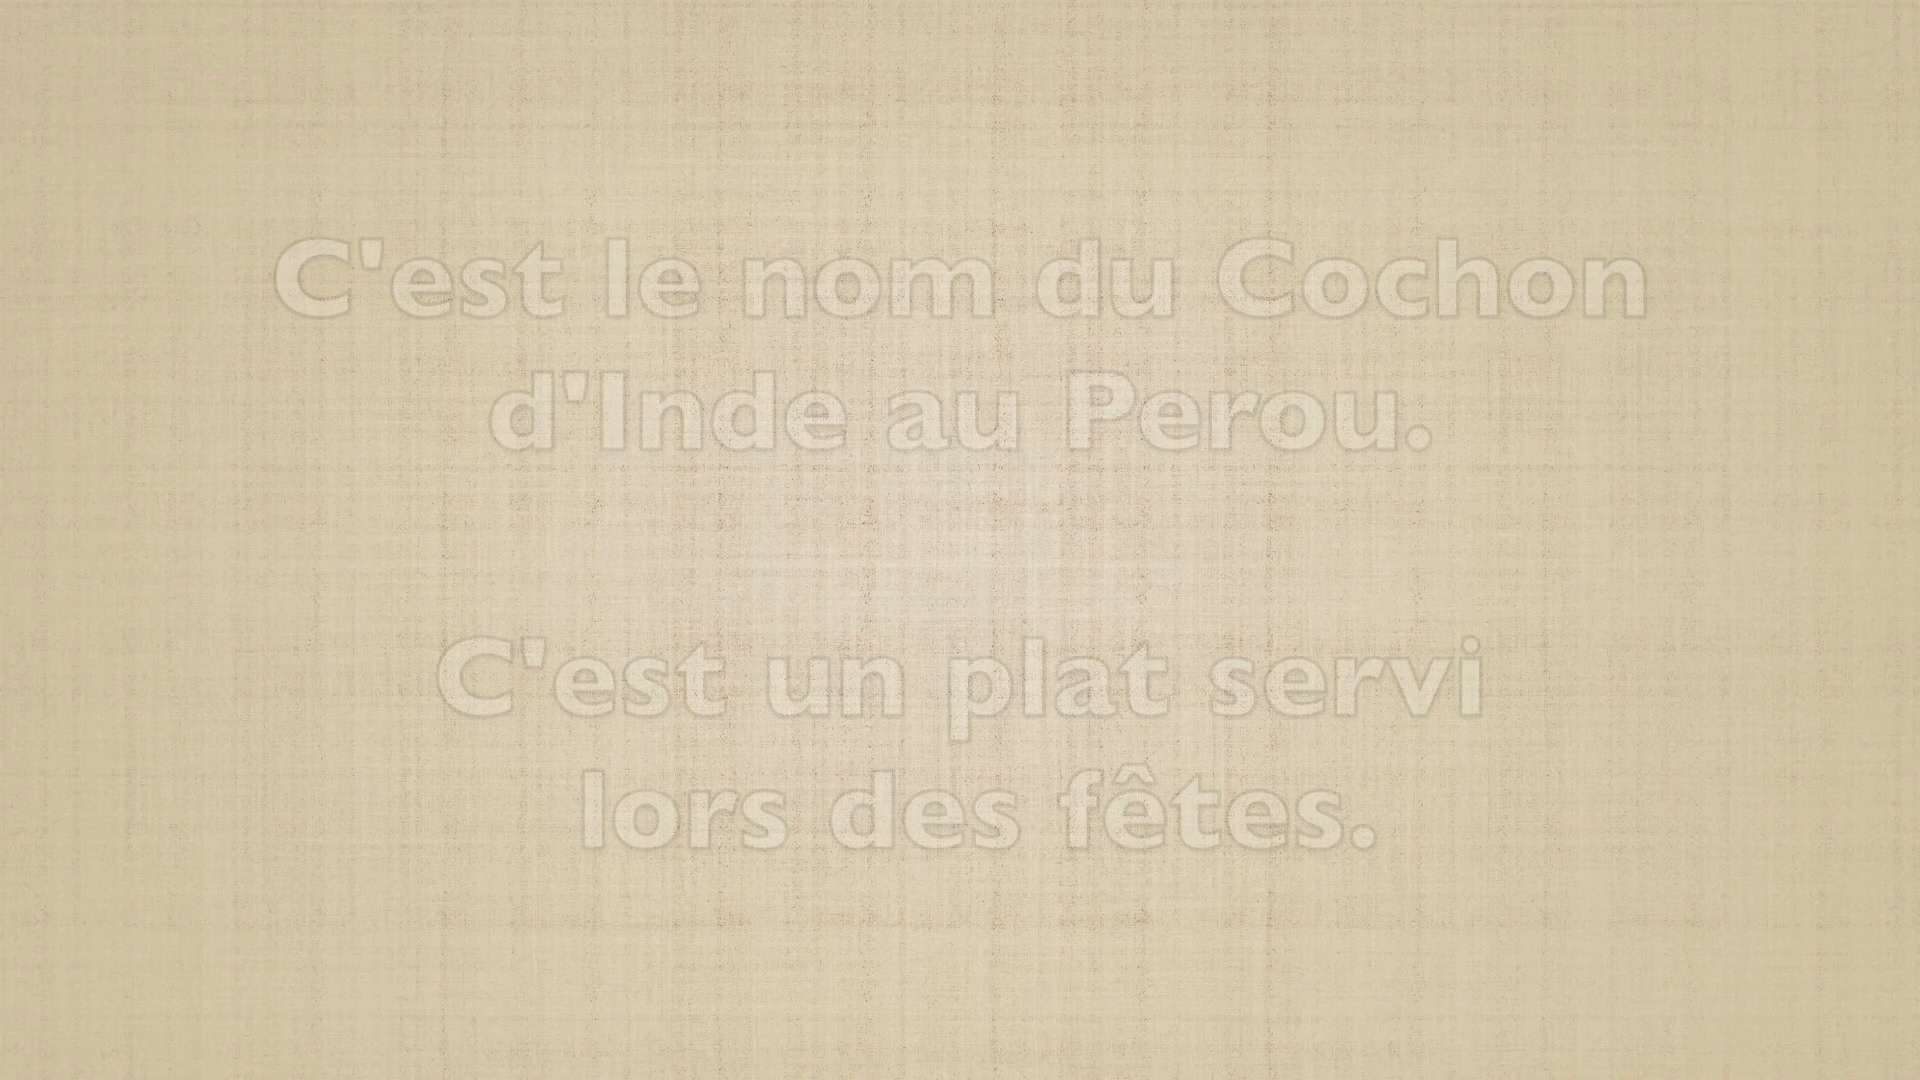 C'est le nom du Cochon
d'Inde au Perou.
C'est un plat servi
lors des fêtes.